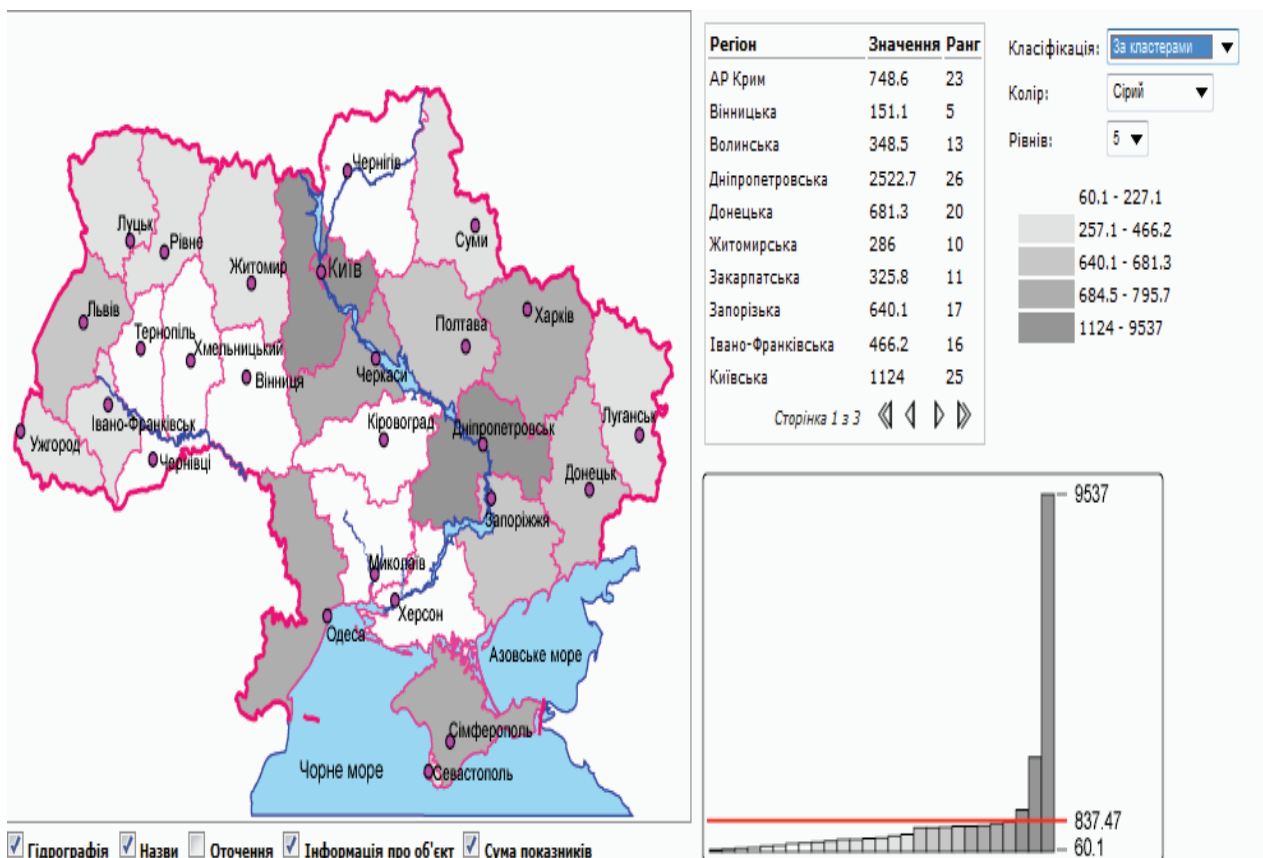 Чернігів
Луцьк
Рівне
Суми
Житомир
Київ
Львів
Тернопіль
Хмельницький
Вінниця
Полтава
Харків
Черкаси
Івано-Франківськ
Ужгород
Чернівці
Кіровоград
Дніпропетровськ
Луганськ
Донецьк
Запоріжжя
Миколаїв
Херсон
Одеса
Азовське море
Сімферополь
Чорне море
Севастополь
Гідрографія Назви Оточення Інформація про об'єкт Сума показників
Регіон Значення Ранг
АР Крим 748.6 23
Вінницька 151.1 5
Волинська 348.5 13
Дніпропетровська 2522.7 26
Донецька 681.3 20
Житомирська 286 10
Закарпатська 325.8 11
Запорізька 640.1 17
Івано-Франківська 466.2 16
Київська 1124 25
Сторінка 1 з 3
Класіфікація: За кластерами
Колір: Сірий
Рівнів: 5
60.1 - 227.1
257.1 - 466.2
640.1 - 681.3
684.5 - 795.7
1124 - 9537
9537
837.47
60.1